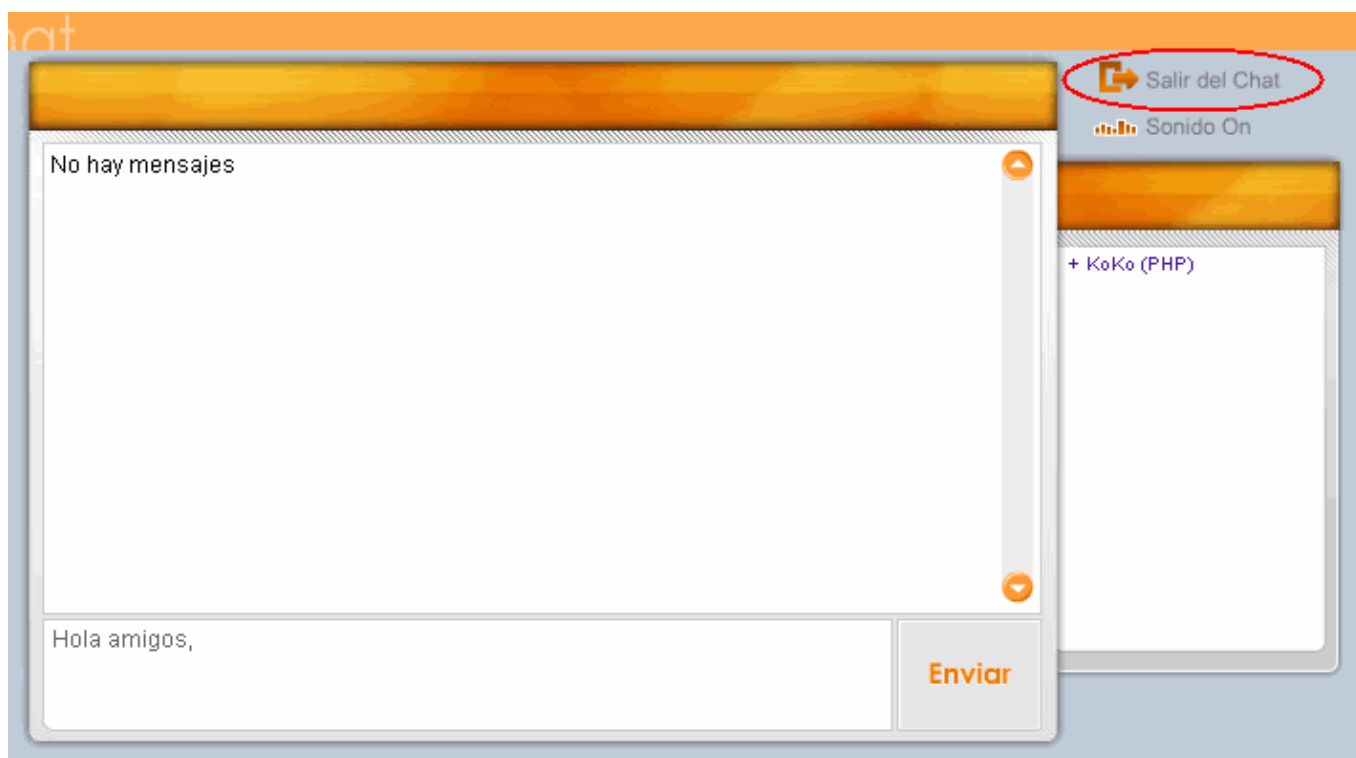 Salir del Chat
Sonido On
No hay mensajes
+ KoKo (PHP)
Hola amigos,
Enviar